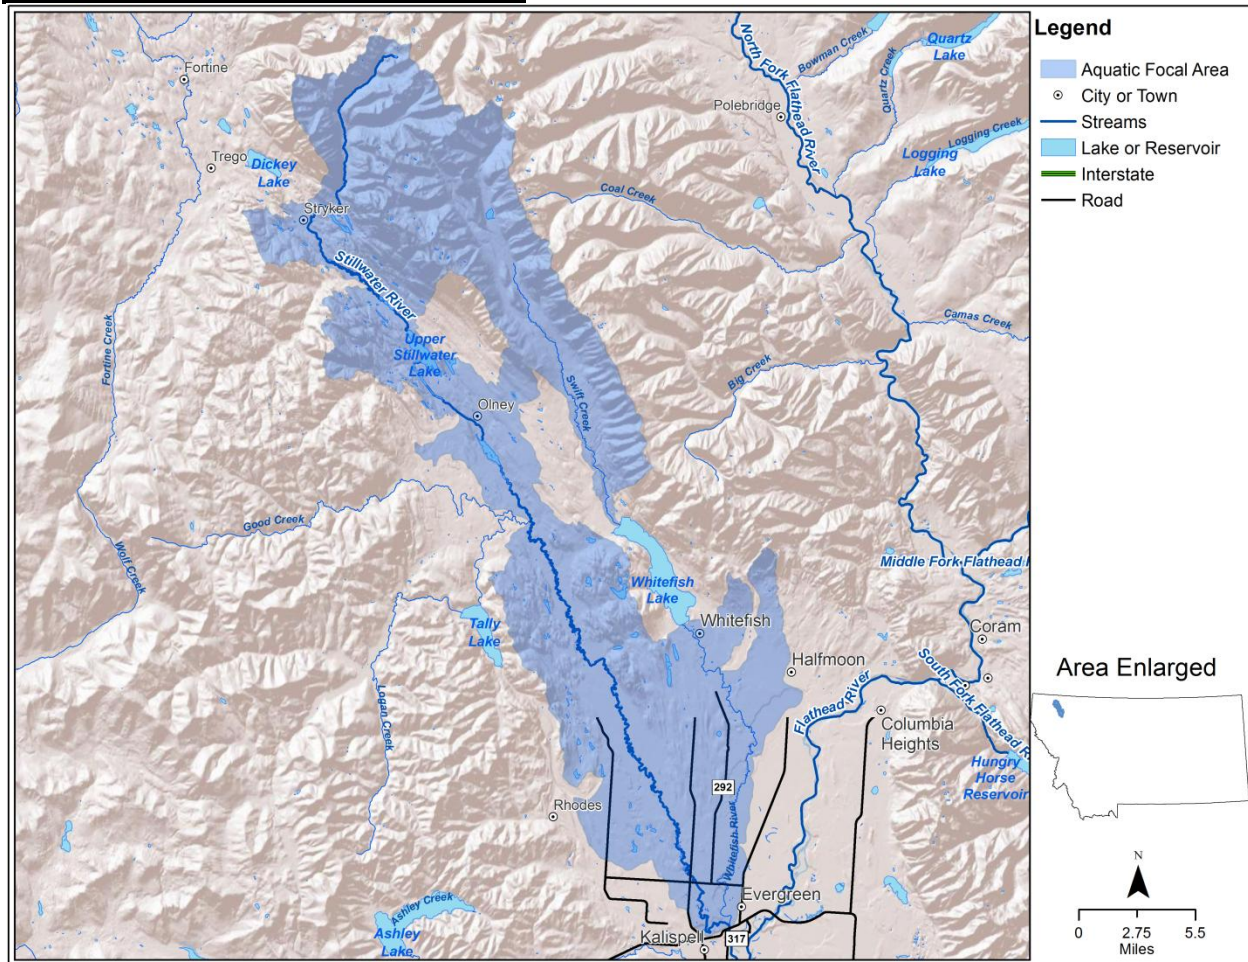 North Fork Flathead River
Bowman Creek
Quartz
Lake
Quartz Creek
Fortine
Polebridge
Logging Creek
Logging
Lake
Trego
Dickey
Lake
Coal Creek
Stryker
Stillwater River
Camas Creek
Fortine Creek
Upper
Stillwater
Lake
Big Creek
Swift Creek
Olney
Good Creek
Wolf Creek
Middle Fork Flathead
Whitefish
Lake
Whitefish
Tally
Lake
Coram
Halfmoon
Flathead River
South Fork Flathead
Logan Creek
Columbia
Heights
Hungry
Horse
Reservoir
292
Rhodes
Whitefish River
Evergreen
Ashley Creek
Ashley
Lake
Kalispell
317
Legend
Aquatic Focal Area
City or Town
Streams
Lake or Reservoir
Interstate
Road
Area Enlarged
N
0 2.75 5.5
Miles